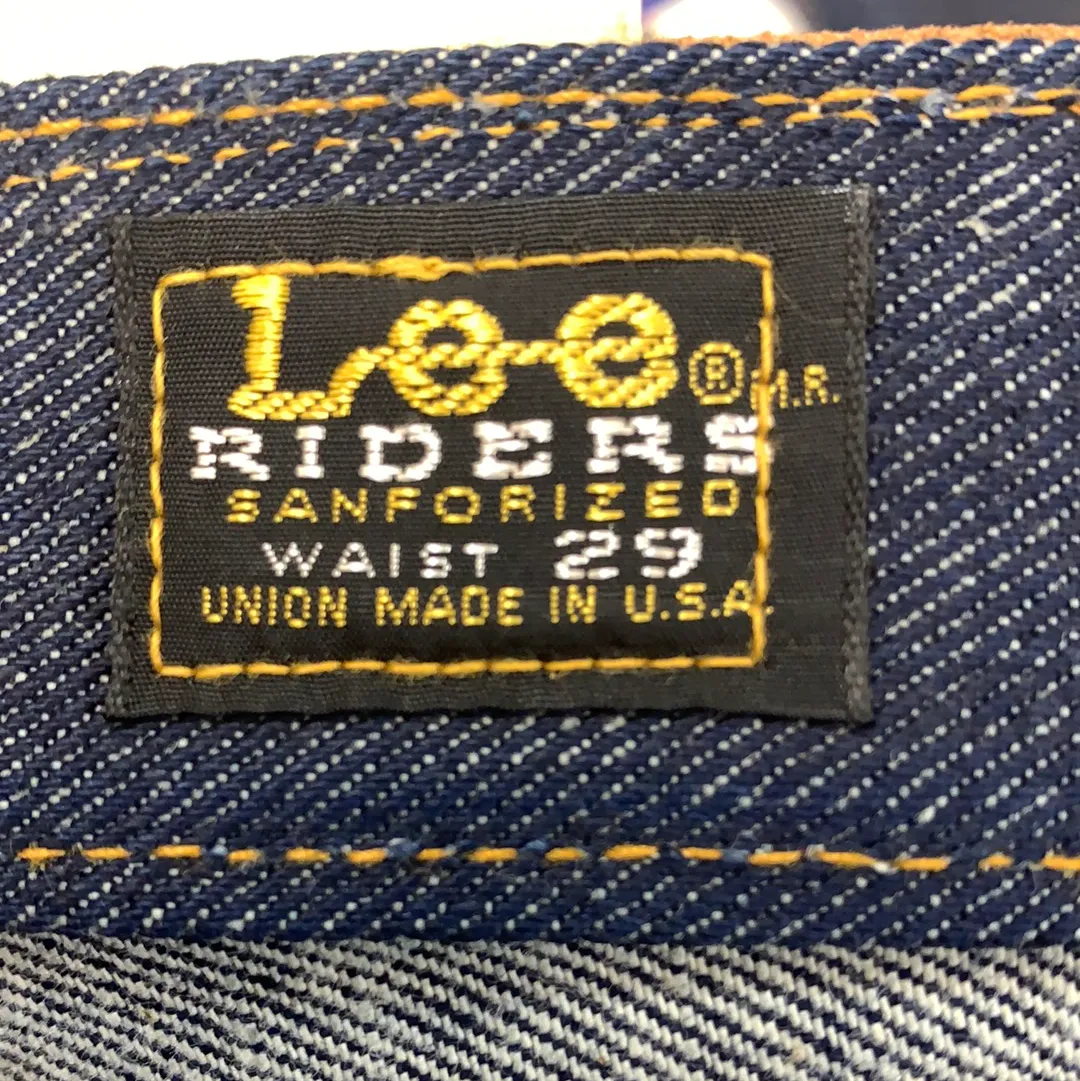 Lee® M.R.
RIDERS
SANFORIZED
WAIST 29
UNION MADE IN U.S.A.